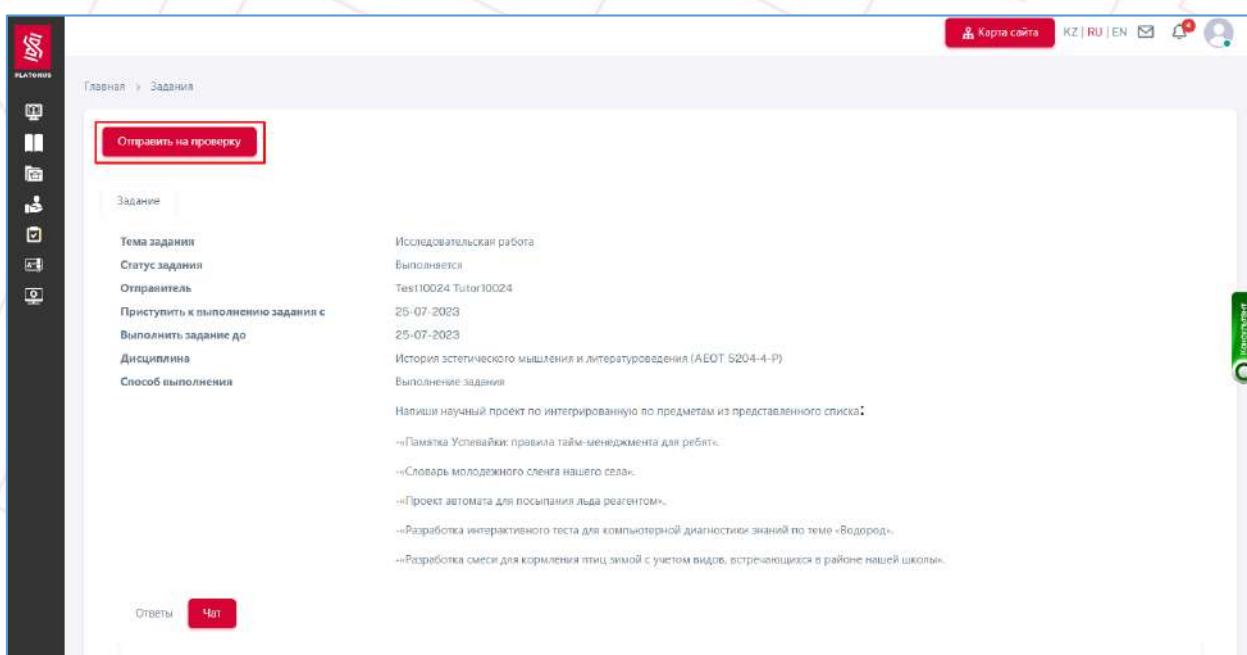 Карта сайта KZ | RU | EN 4
PLATONUS
Главная > Задания
Отправить на проверку
Задание
Тема задания Исследовательская работа
Статус задания Выполняется
Отправитель Test10024 Tutor10024
Приступить к выполнению задания с 25-07-2023
Выполнить задание до 25-07-2023
Дисциплина История эстетического мышления и литературоведения (AEOT 5204-4-P)
Способ выполнения Выполнение задания
Напиши научный проект по интегрированную по предметам из представленного списка:
-«Памятка Успевайки: правила тайм-менеджмента для ребят».
-«Словарь молодежного сленга нашего села».
-«Проект автомата для посыпания льда реагентом».
-«Разработка интерактивного теста для компьютерной диагностики знаний по теме «Водород».
-«Разработка смеси для кормления птиц зимой с учетом видов, встречающихся в районе нашей школы».
Ответы Чат
Консультант